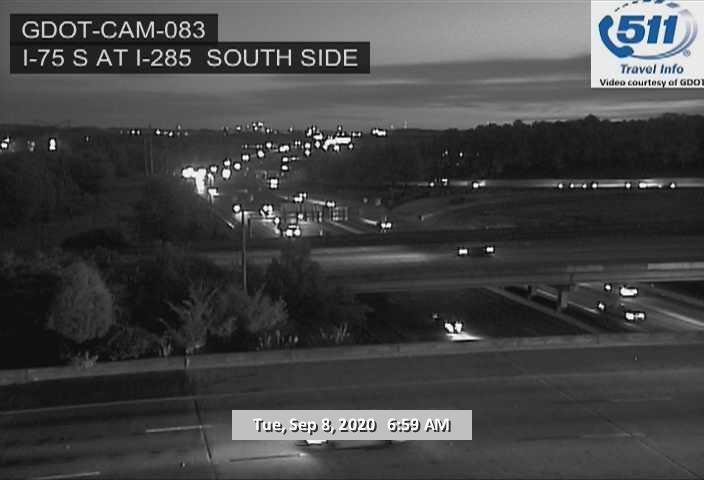 GDOT-CAM-083
I-75 S AT I-285 SOUTH SIDE
511
®
Travel Info
Video courtesy of GDOT
Tue, Sep 8, 2020 6:59 AM